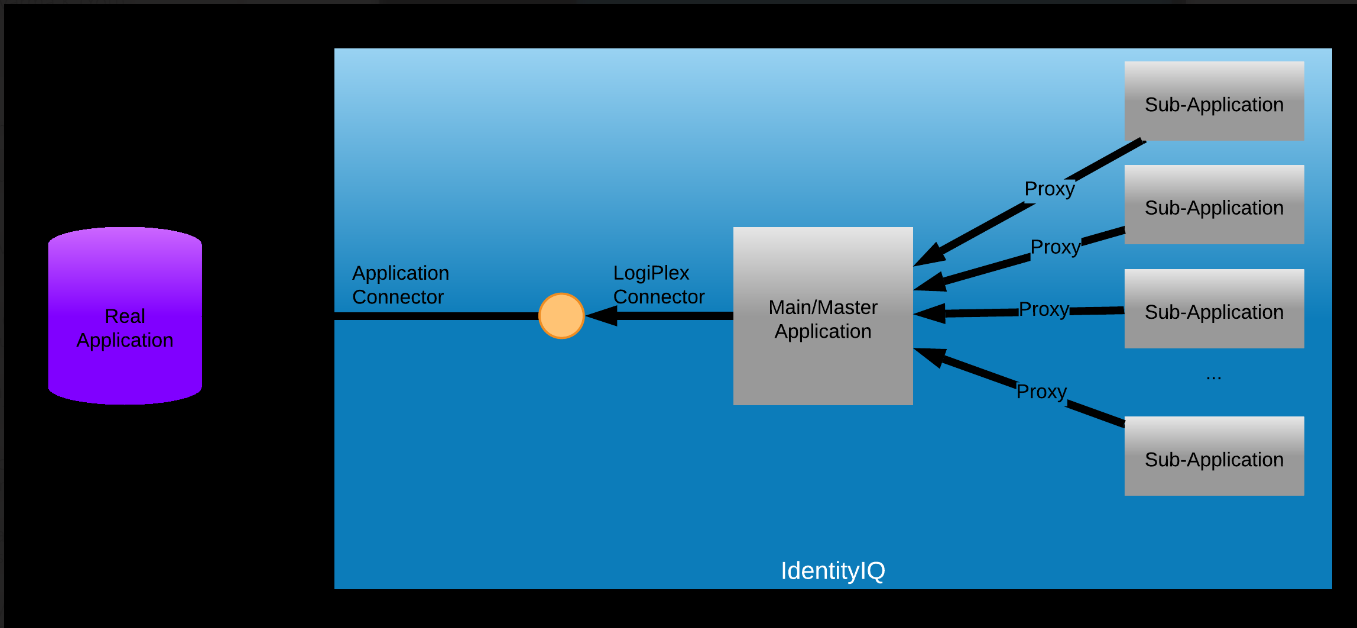 Sub-Application
Proxy
Sub-Application
Proxy
Application
Connector
LogiPlex
Connector
Real
Application
Main/Master
Application
Proxy
Sub-Application
...
Proxy
Sub-Application
IdentityIQ